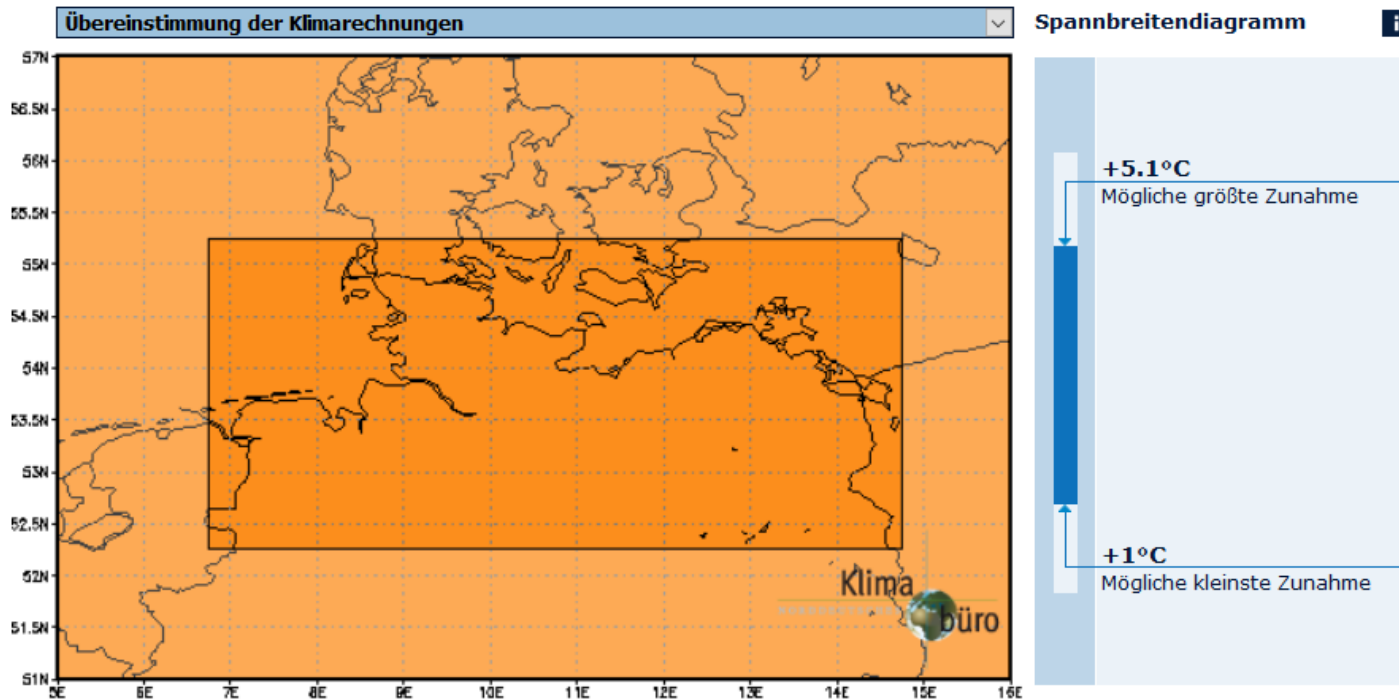 Übereinstimmung der Klimarechnungen
Spannbreitendiagramm
i
57N
56.5N
56N
55.5N
55N
54.5N
54N
53.5N
53N
52.5N
52N
51.5N
51N
5E
6E
7E
8E
9E
10E
11E
12E
13E
14E
15E
16E
Klima
büro
+5.1°C
Mögliche größte Zunahme
+1°C
Mögliche kleinste Zunahme